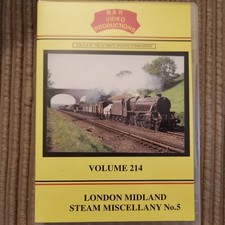 B & R
VIDEO
PRODUCTIONS
VOLUME 214
LONDON MIDLAND
STEAM MISCELLANY No.5